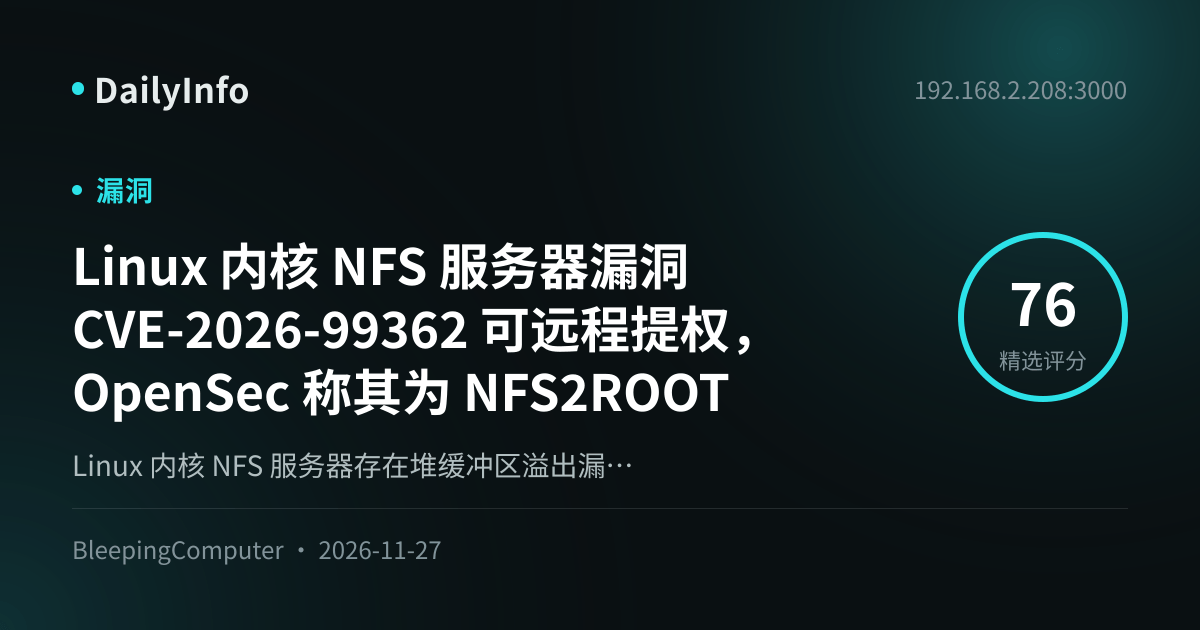 DailyInfo
192.168.2.208:3000
漏洞
Linux 内核 NFS 服务器漏洞
CVE-2026-99362 可远程提权，
OpenSec 称其为 NFS2ROOT
76
精选评分
Linux 内核 NFS 服务器存在堆缓冲区溢出漏…
BleepingComputer · 2026-11-27